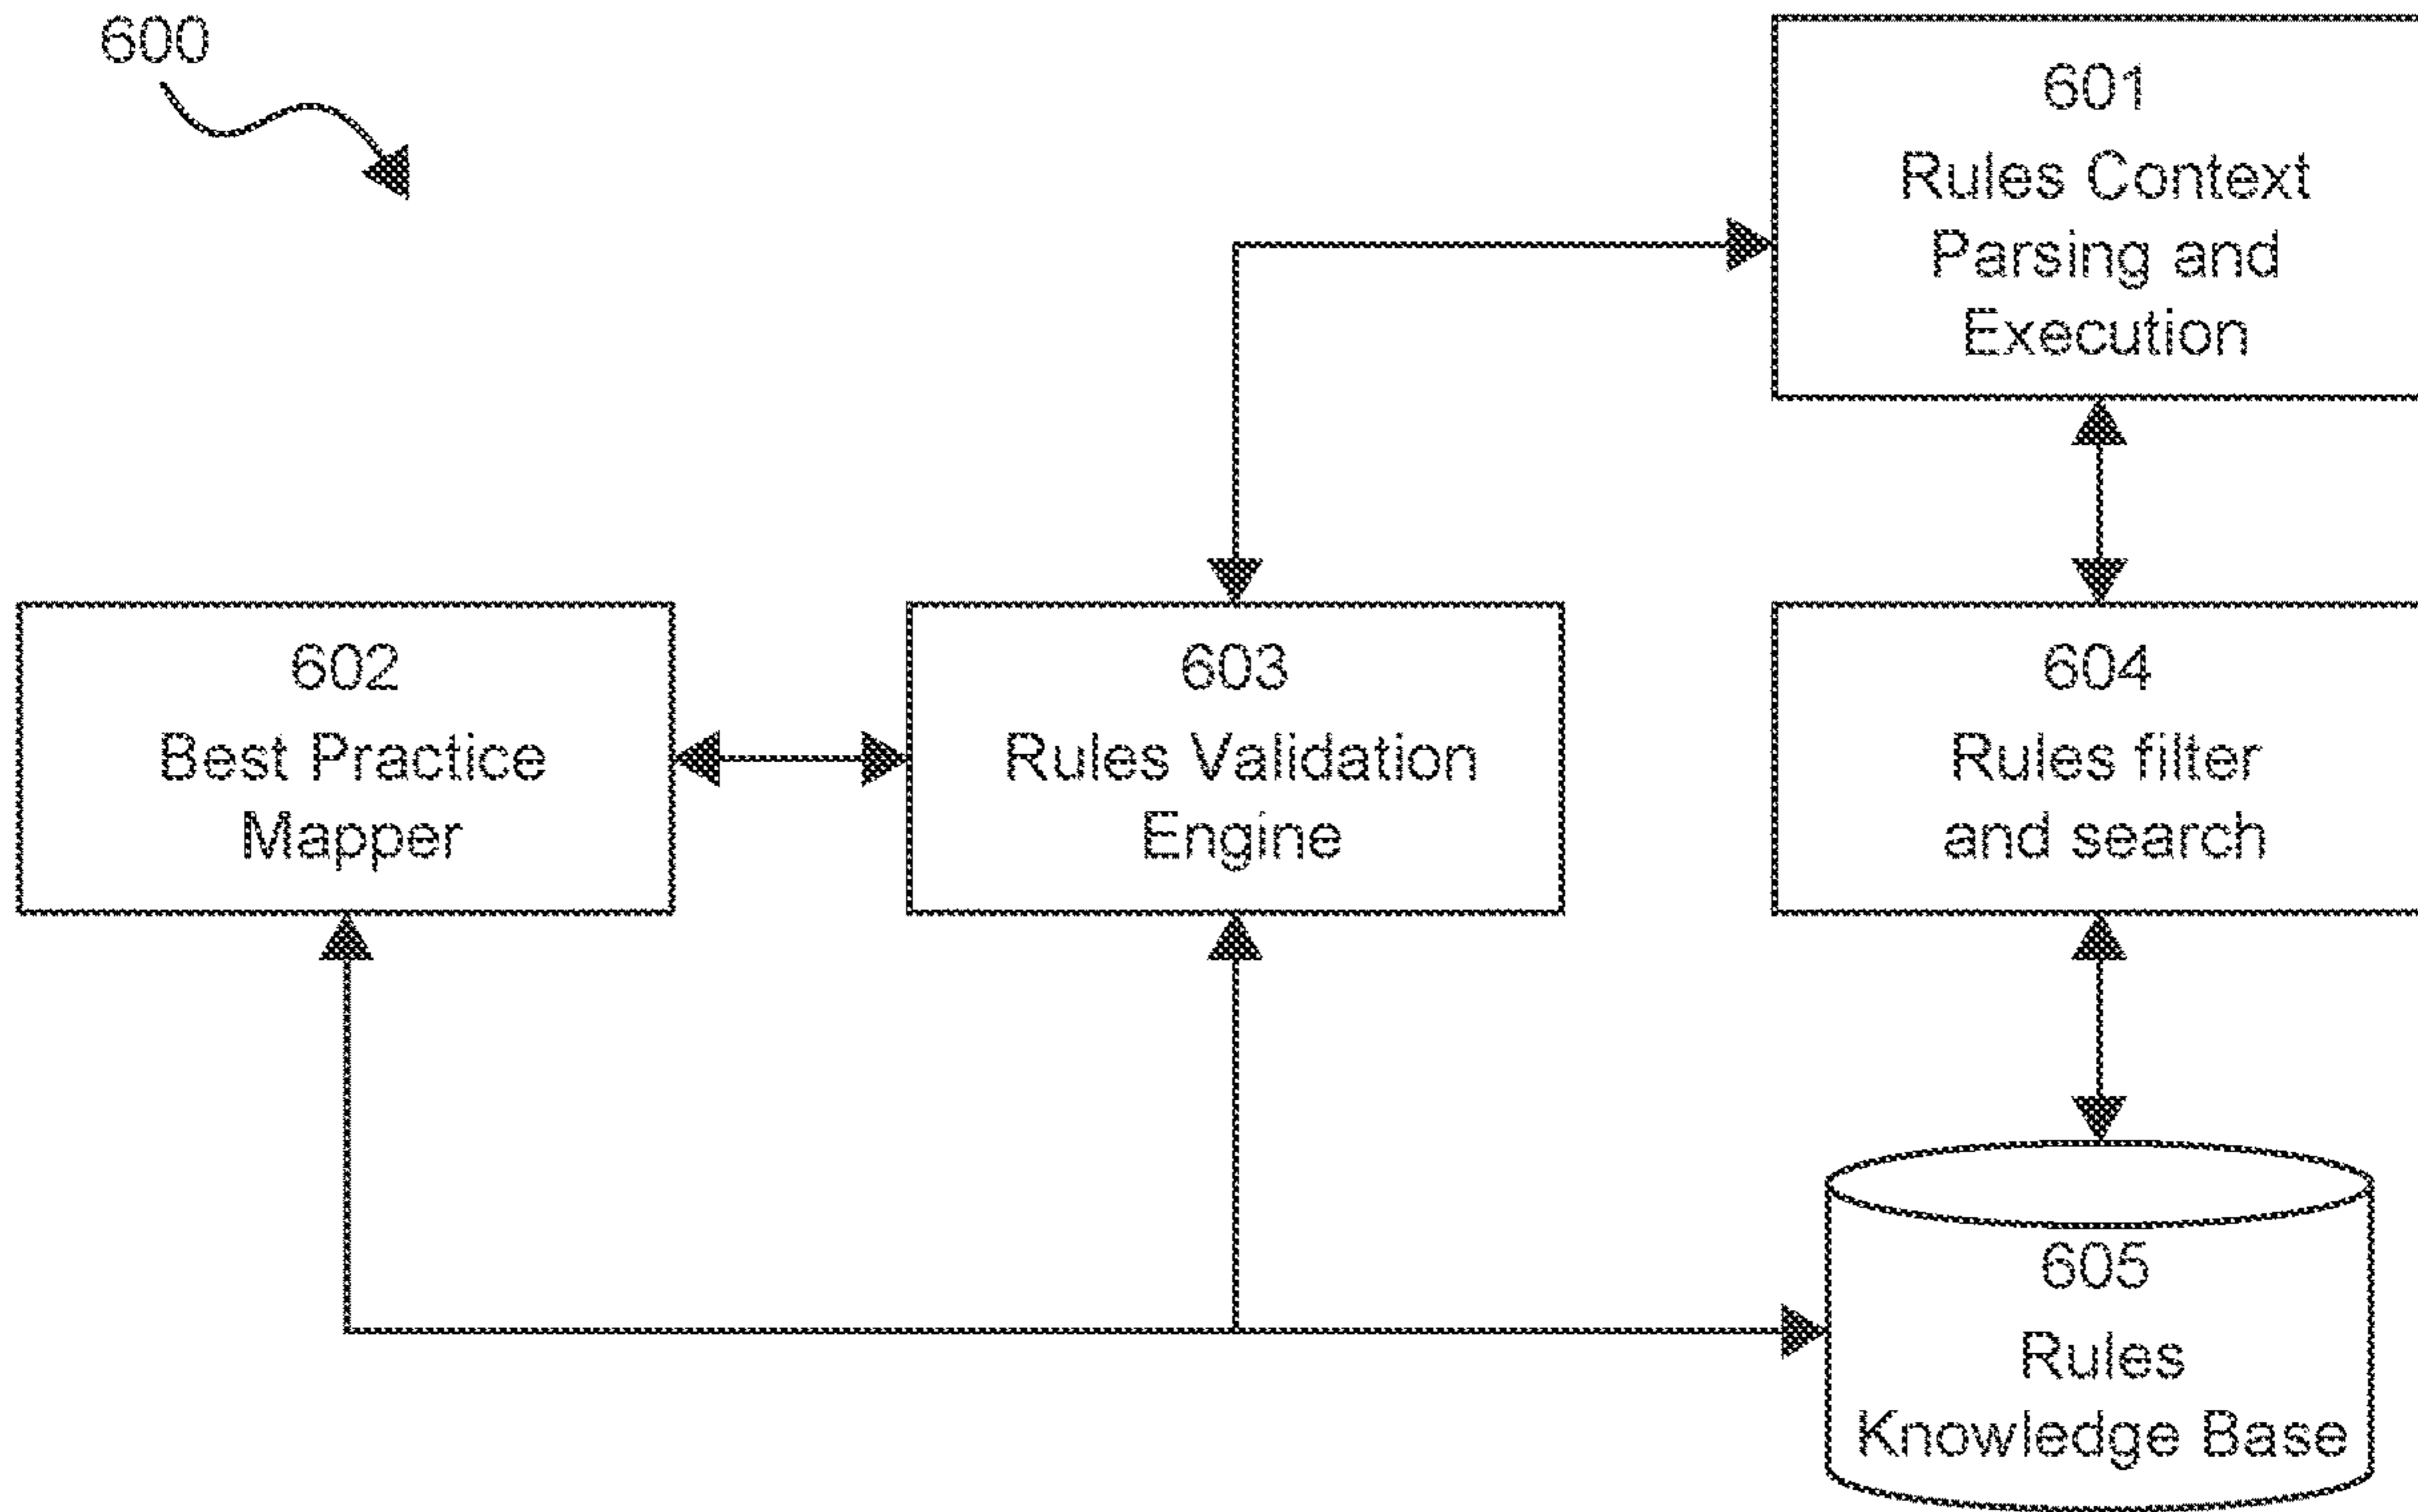 600
601
Rules Context
Parsing and
Execution
602
Best Practice
Mapper
603
Rules Validation
Engine
604
Rules filter
and search
605
Rules
Knowledge Base